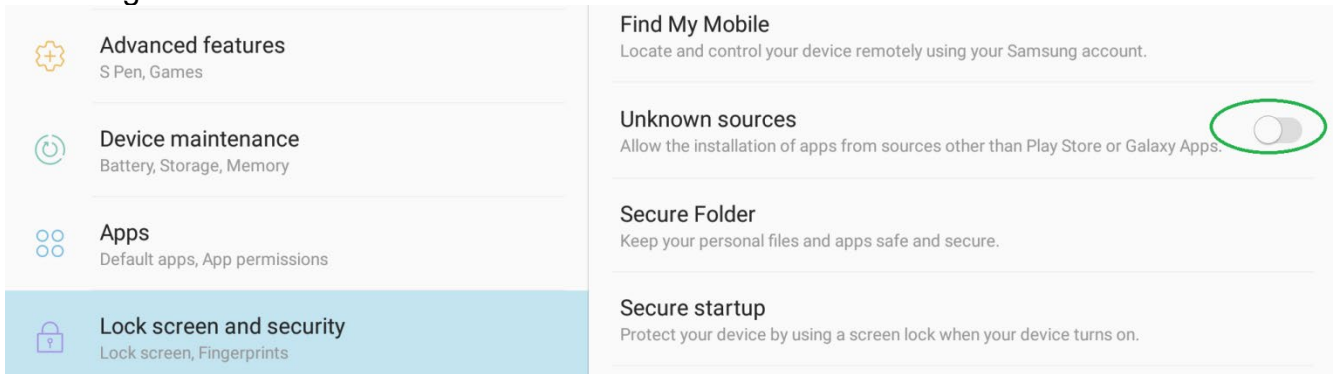 Advanced features
S Pen, Games
Device maintenance
Battery, Storage, Memory
Apps
Default apps, App permissions
Lock screen and security
Lock screen, Fingerprints
Find My Mobile
Locate and control your device remotely using your Samsung account.
Unknown sources
Allow the installation of apps from sources other than Play Store or Galaxy Apps.
Secure Folder
Keep your personal files and apps safe and secure.
Secure startup
Protect your device by using a screen lock when your device turns on.